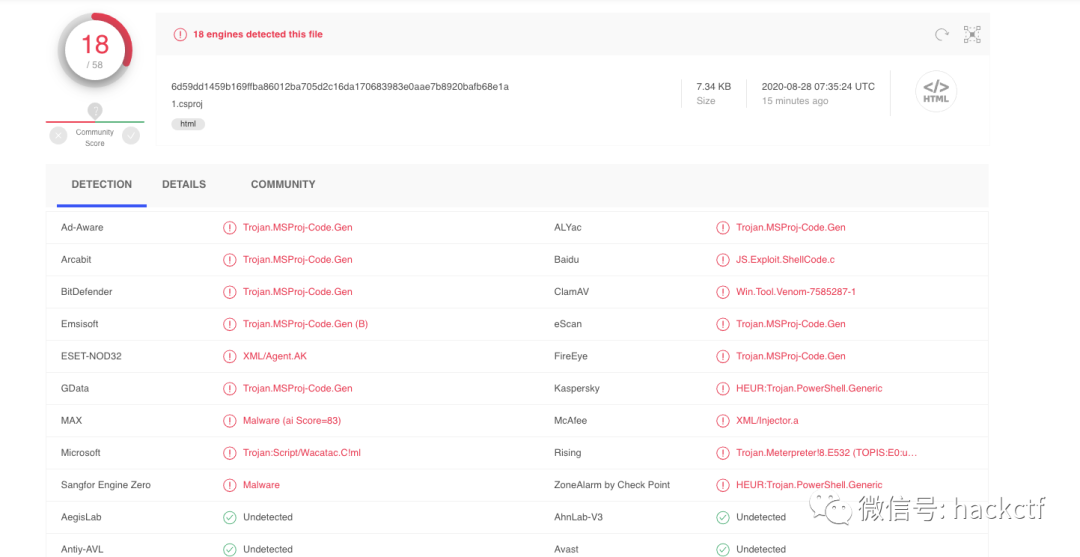 18
/ 58
Community
Score
18 engines detected this file
6d59dd1459b169ffba86012ba705d2c16da170683983e0aae7b8920bafb68e1a
1.csproj
html
7.34 KB
Size
2020-08-28 07:35:24 UTC
15 minutes ago
</>
HTML
DETECTION DETAILS COMMUNITY
Ad-Aware Trojan.MSProj-Code.Gen ALYac Trojan.MSProj-Code.Gen
Arcabit Trojan.MSProj-Code.Gen Baidu JS.Exploit.ShellCode.c
BitDefender Trojan.MSProj-Code.Gen ClamAV Win.Tool.Venom-7585287-1
Emsisoft Trojan.MSProj-Code.Gen (B) eScan Trojan.MSProj-Code.Gen
ESET-NOD32 XML/Agent.AK FireEye Trojan.MSProj-Code.Gen
GData Trojan.MSProj-Code.Gen Kaspersky HEUR:Trojan.PowerShell.Generic
MAX Malware (ai Score=83) McAfee XML/Injector.a
Microsoft Trojan:Script/Wacatac.C!ml Rising Trojan.Meterpreter!8.E532 (TOPIS:E0:u…
Sangfor Engine Zero Malware ZoneAlarm by Check Point HEUR:Trojan.PowerShell.Generic
AegisLab Undetected AhnLab-V3 Undetected
Antiy-AVL Undetected Avast Undetected
微信号: hackctf